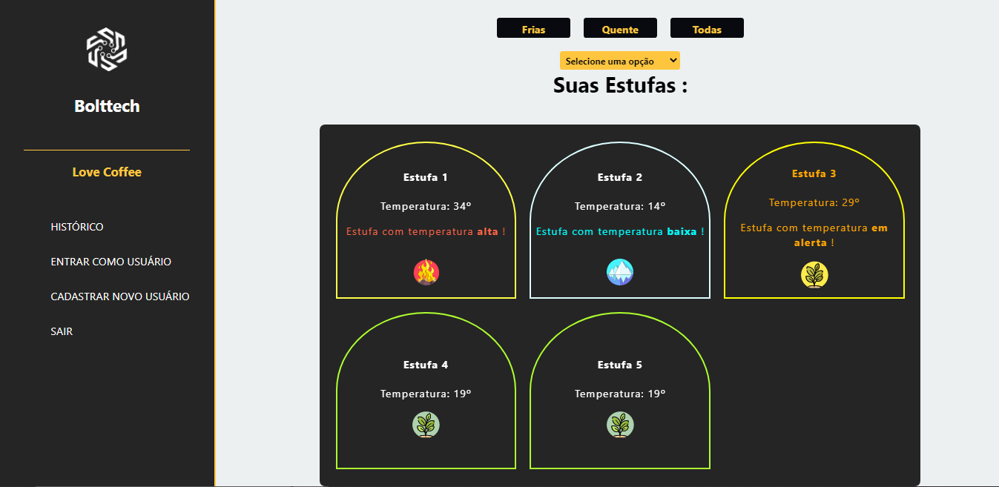 Bolttech
Love Coffee
HISTÓRICO
ENTRAR COMO USUÁRIO
CADASTRAR NOVO USUÁRIO
SAIR
Frias
Quente
Todas
Selecione uma opção
Suas Estufas :
Estufa 1
Temperatura: 34º
Estufa com temperatura alta !
Estufa 2
Temperatura: 14º
Estufa com temperatura baixa !
Estufa 3
Temperatura: 29º
Estufa com temperatura em
alerta !
Estufa 4
Temperatura: 19º
Estufa 5
Temperatura: 19º